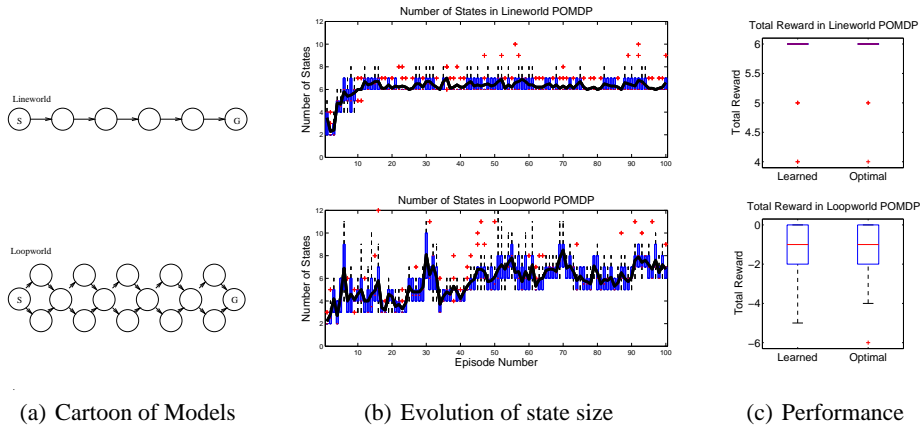 Lineworld
S
G
Loopworld
S
G
(a) Cartoon of Models
Number of States in Lineworld POMDP
Number of States
12
10
8
6
4
2
0
10 20 30 40 50 60 70 80 90 100
Number of States in Loopworld POMDP
Number of States
12
10
8
6
4
2
0
10 20 30 40 50 60 70 80 90 100
Episode Number
(b) Evolution of state size
Total Reward in Lineworld POMDP
Total Reward
6
5.5
5
4.5
4
Learned Optimal
Total Reward in Loopworld POMDP
Total Reward
0
−2
−4
−6
Learned Optimal
(c) Performance